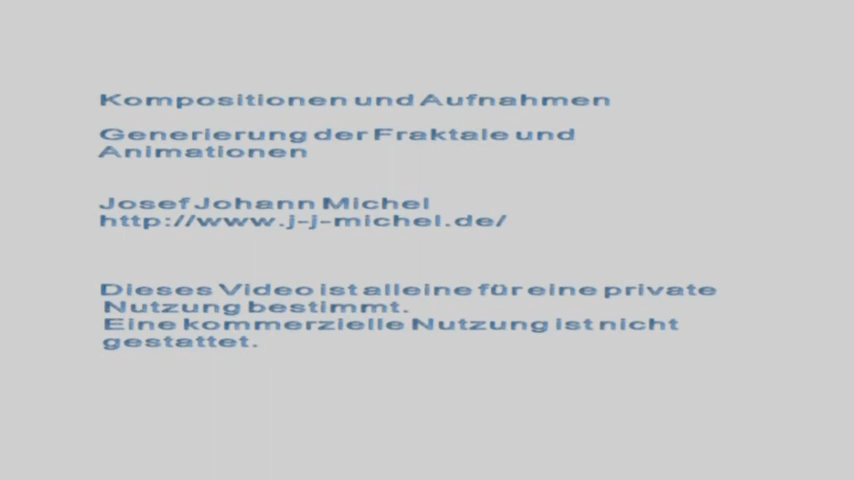 Kompositionen und Aufnahmen
Generierung der Fraktale und
Animationen
Josef Johann Michel
http://www.j-j-michel.de/
Dieses Video ist alleine für eine private
Nutzung bestimmt.
Eine kommerzielle Nutzung ist nicht
gestattet.